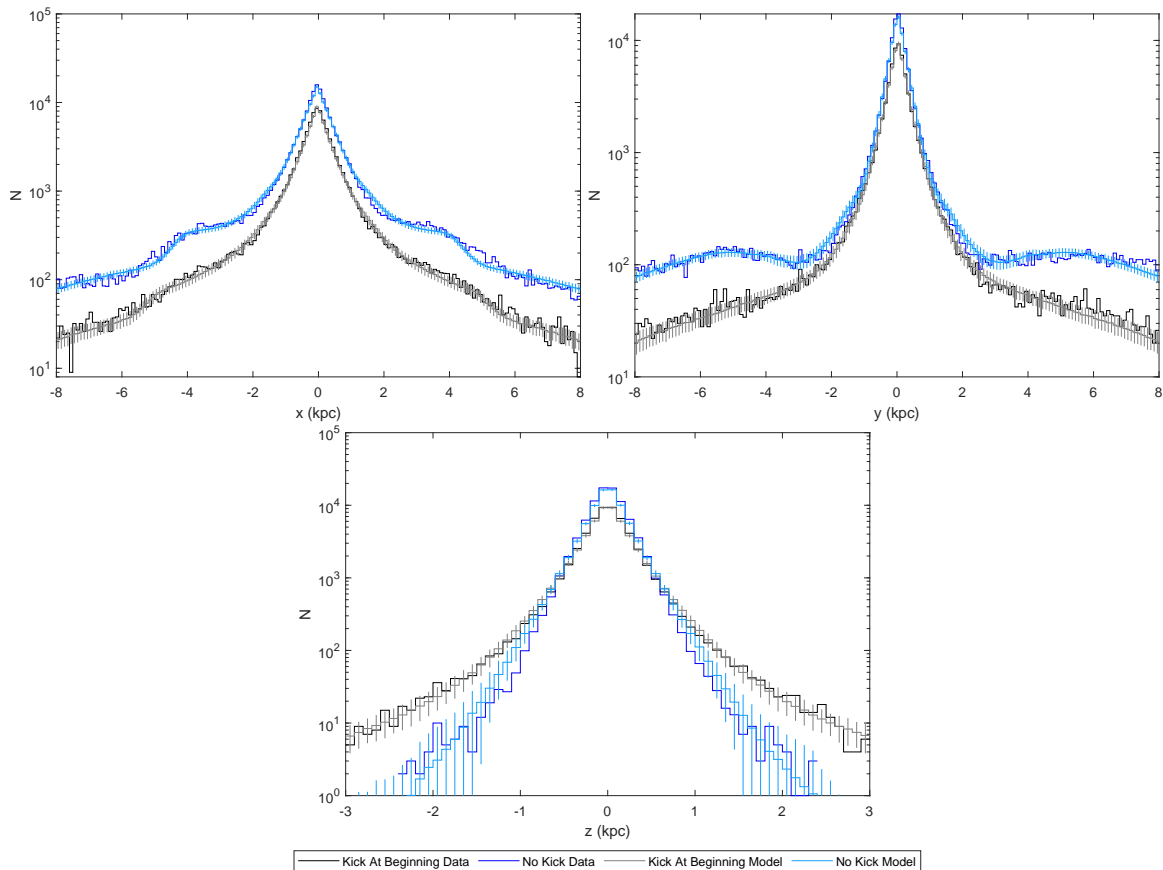 10^5
10^4
10^3
10^2
10^1
N
-8 -6 -4 -2 0 2 4 6 8
x (kpc)
10^4
10^3
10^2
10^1
N
-8 -6 -4 -2 0 2 4 6 8
y (kpc)
10^5
10^4
10^3
10^2
10^1
10^0
N
-3 -2 -1 0 1 2 3
z (kpc)
Kick At Beginning Data No Kick Data Kick At Beginning Model No Kick Model